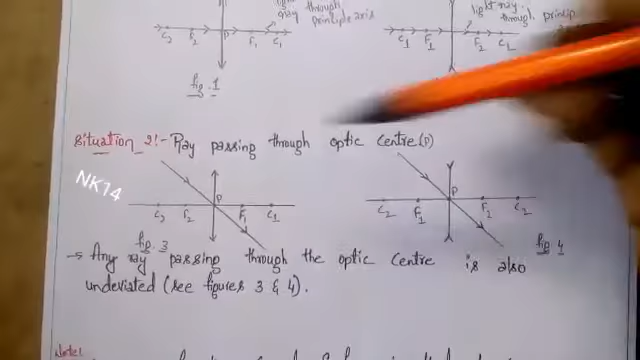 light
ray through
principle axis
C2 F2 P F1 C1
fig. 1
light ray
through princip
C1 F1 F2 C2
Situation 2:- Ray passing through optic centre(P)
NK14
P
C2 F2 F1 C1
fig 3
P
C2 F1 F2 C2
fig 4
→ Any ray passing through the optic centre is also
undeviated (see figures 3 & 4).
Note: